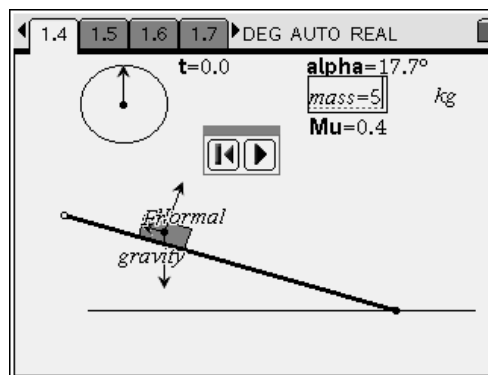 1.4 1.5 1.6 1.7 DEG AUTO REAL
t=0.0 alpha=17.7°
mass=5 kg
Mu=0.4
Normal
gravity